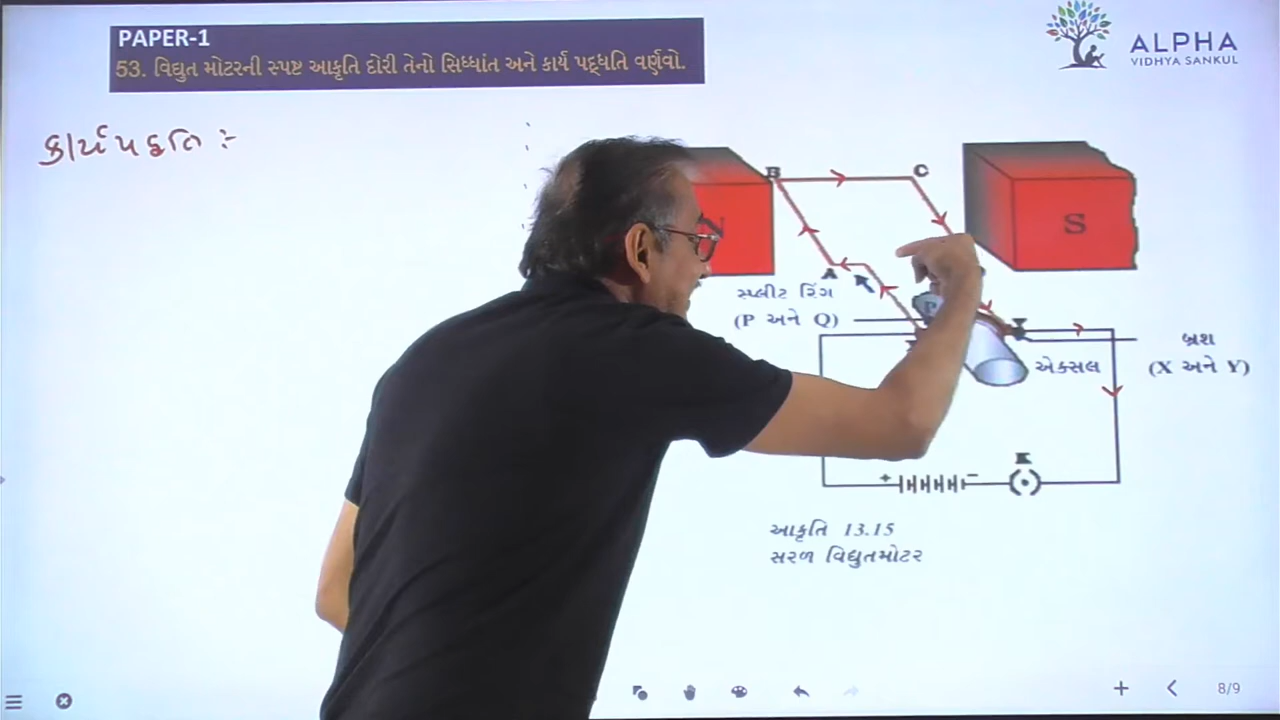 PAPER-1
53. વિદ્યુત મોટરની સ્પષ્ટ આકૃતિ દોરી તેનો સિધ્ધાંત અને કાર્ય પદ્ધતિ વર્ણવો.
ALPHA
VIDHYA SANKUL
કાર્યપદ્ધતિ :-
B
C
N
S
A
સ્પ્લીટ રિંગ
(P અને Q)
P
Y
બ્રશ
(X અને Y)
એક્સલ
+
−
K
આકૃતિ 13.15
સરળ વિદ્યુતમોટર
8/9